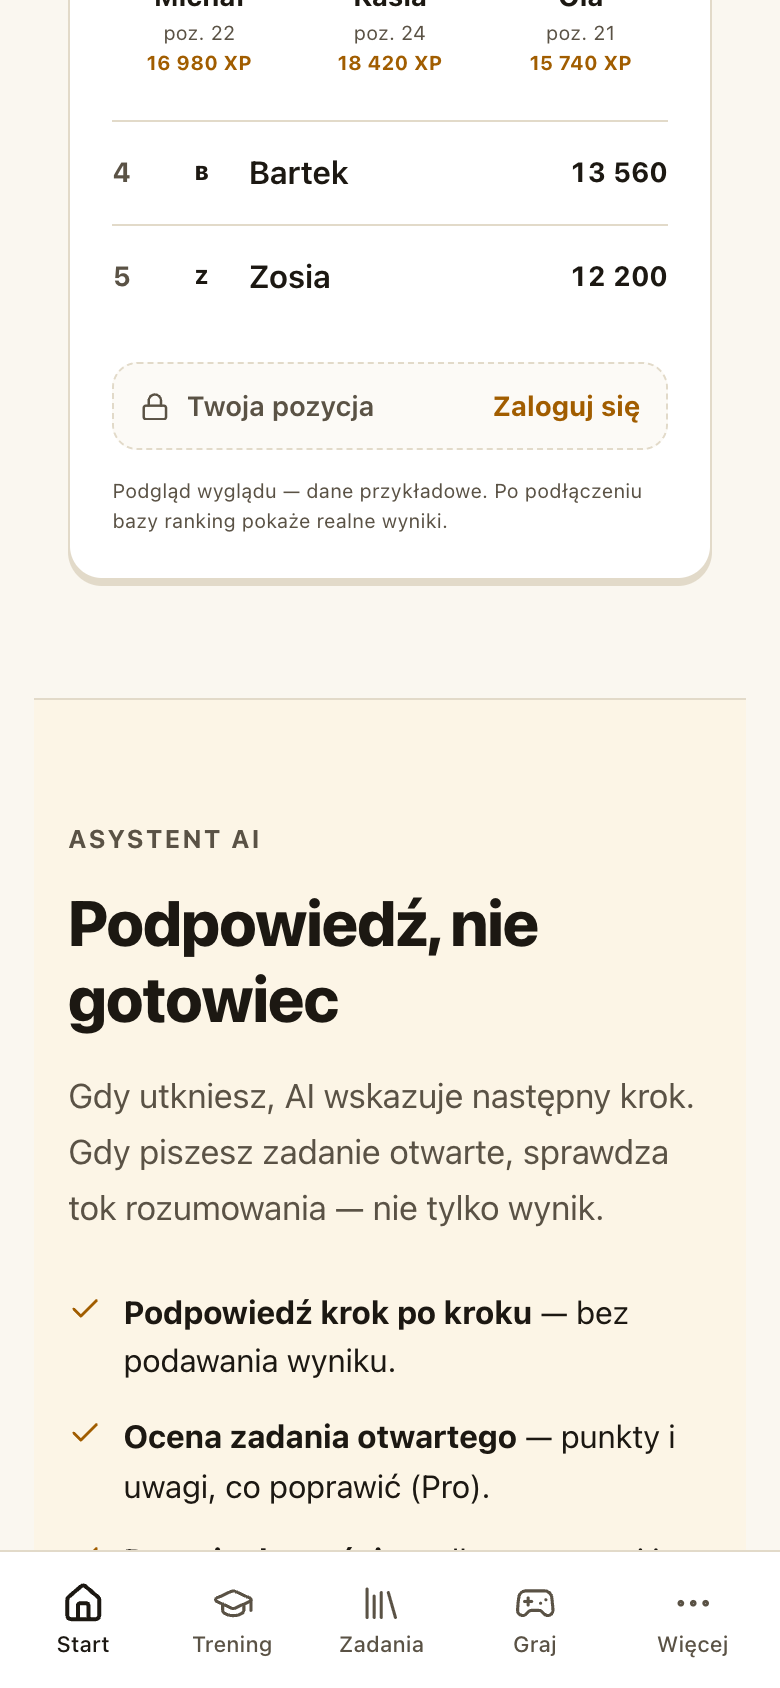 Michał Kasia Ola
poz. 22 poz. 24 poz. 21
16 980 XP 18 420 XP 15 740 XP
4 B Bartek 13 560
5 Z Zosia 12 200
Twoja pozycja Zaloguj się
Podgląd wyglądu — dane przykładowe. Po podłączeniu
bazy ranking pokaże realne wyniki.
ASYSTENT AI
Podpowiedź, nie
gotowiec
Gdy utkniesz, AI wskazuje następny krok.
Gdy piszesz zadanie otwarte, sprawdza
tok rozumowania — nie tylko wynik.
Podpowiedź krok po kroku — bez
podawania wyniku.
Ocena zadania otwartego — punkty i
uwagi, co poprawić (Pro).
Start Trening Zadania Graj Więcej